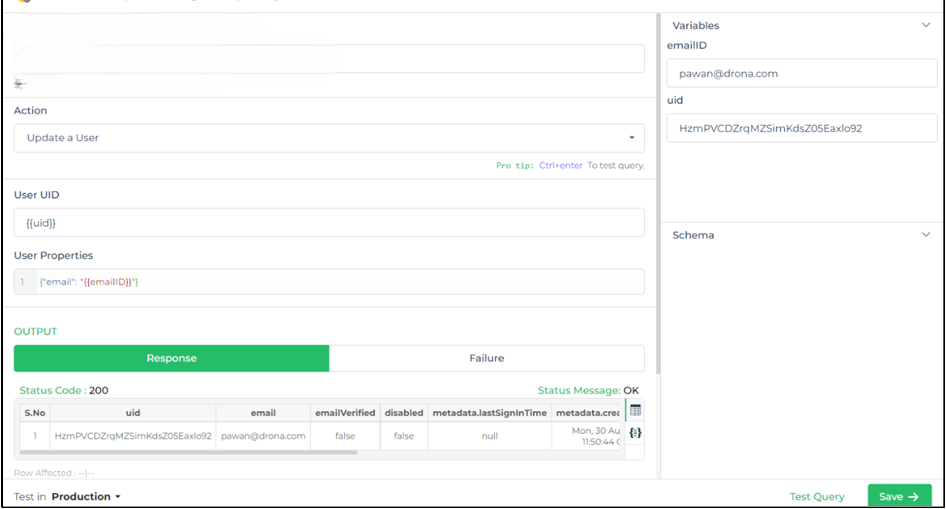 Variables
emailID
pawan@drona.com
uid
HzmPVCDZrqMZSimKdsZ05Eaxlo92
Action
Update a User
Pro tip: Ctrl+enter To test query.
User UID
{{uid}}
Schema
User Properties
1 {"email": "{{emailID}}"}
OUTPUT
Response Failure
Status Code : 200 Status Message: OK
S.No uid email emailVerified disabled metadata.lastSignInTime metadata.crea
1 HzmPVCDZrqMZSimKdsZ05Eaxlo92 pawan@drona.com false false null Mon, 30 Au
11:50:44
Row Affected : --|--
Test in Production Test Query Save →